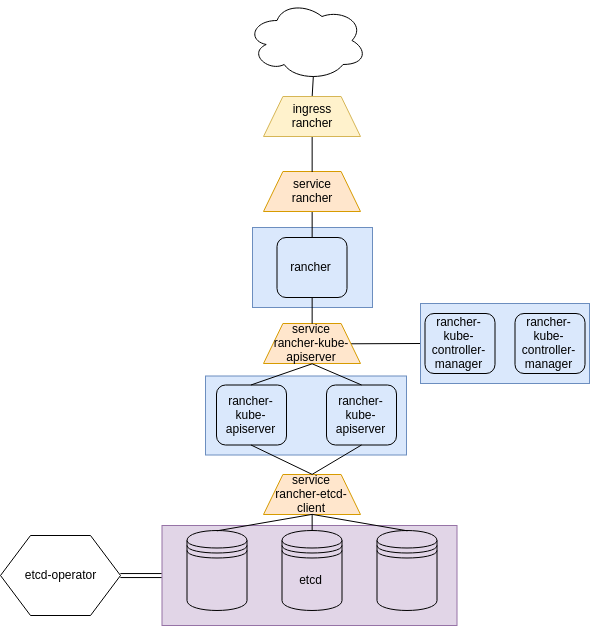 ingress
rancher
service
rancher
rancher
service
rancher-kube-
apiserver
rancher-
kube-
controller-
manager
rancher-
kube-
controller-
manager
rancher-
kube-
apiserver
rancher-
kube-
apiserver
service
rancher-etcd-
client
etcd-operator
etcd